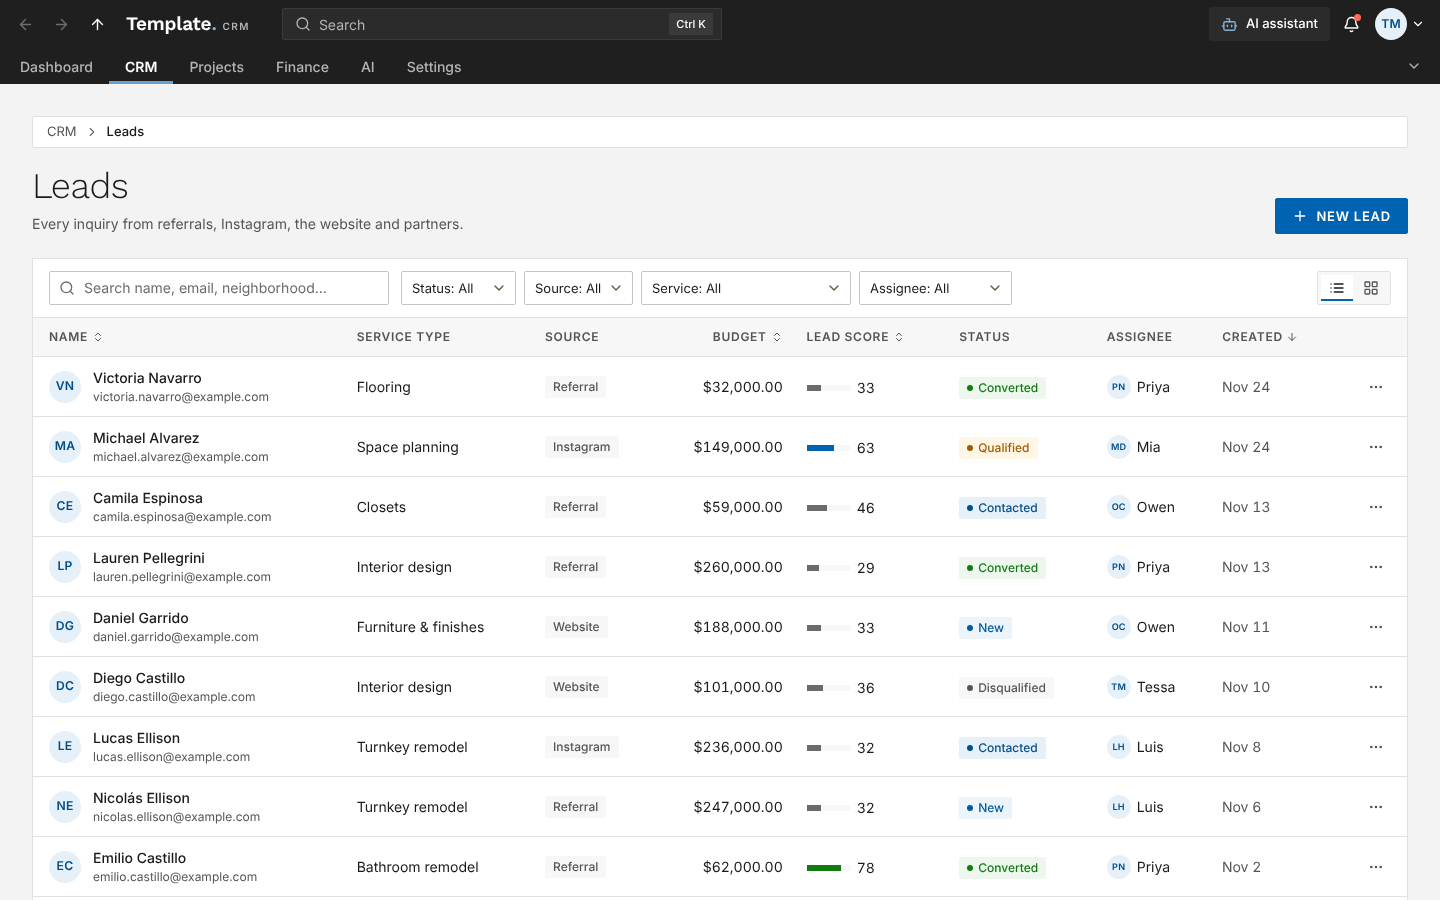 Template. CRM
Search
Ctrl K
AI assistant
TM
Dashboard
CRM
Projects
Finance
AI
Settings
CRM > Leads
Leads
Every inquiry from referrals, Instagram, the website and partners.
+ NEW LEAD
Search name, email, neighborhood...
Status: All
Source: All
Service: All
Assignee: All
NAME SERVICE TYPE SOURCE BUDGET LEAD SCORE STATUS ASSIGNEE CREATED
VN Victoria Navarro Flooring Referral $32,000.00 33 Converted PN Priya Nov 24
victoria.navarro@example.com
MA Michael Alvarez Space planning Instagram $149,000.00 63 Qualified MD Mia Nov 24
michael.alvarez@example.com
CE Camila Espinosa Closets Referral $59,000.00 46 Contacted OC Owen Nov 13
camila.espinosa@example.com
LP Lauren Pellegrini Interior design Referral $260,000.00 29 Converted PN Priya Nov 13
lauren.pellegrini@example.com
DG Daniel Garrido Furniture & finishes Website $188,000.00 33 New OC Owen Nov 11
daniel.garrido@example.com
DC Diego Castillo Interior design Website $101,000.00 36 Disqualified TM Tessa Nov 10
diego.castillo@example.com
LE Lucas Ellison Turnkey remodel Instagram $236,000.00 32 Contacted LH Luis Nov 8
lucas.ellison@example.com
NE Nicolás Ellison Turnkey remodel Referral $247,000.00 32 New LH Luis Nov 6
nicolas.ellison@example.com
EC Emilio Castillo Bathroom remodel Referral $62,000.00 78 Converted PN Priya Nov 2
emilio.castillo@example.com